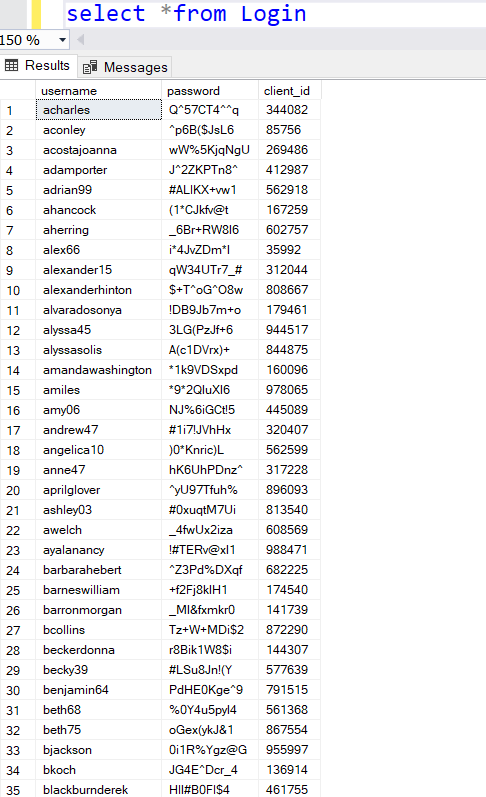 select *from Login
150 %
Results Messages
username password client_id
1 acharles Q^57CT4^^q 344082
2 aconley ^p6B($JsL6 85756
3 acostajoanna wW%5KjqNgU 269486
4 adamporter J^2ZKPTn8^ 412987
5 adrian99 #ALIKX+vw1 562918
6 ahancock (1*CJkfv@t 167259
7 aherring _6Br+RW8I6 602757
8 alex66 i*4JvZDm*I 35992
9 alexander15 qW34UTr7_# 312044
10 alexanderhinton $+T^oG^O8w 808667
11 alvaradosonya !DB9Jb7m+o 179461
12 alyssa45 3LG(PzJf+6 944517
13 alyssasolis A(c1DVrx)+ 844875
14 amandawashington *1k9VDSxpd 160096
15 amiles *9*2QIuXl6 978065
16 amy06 NJ%6iGCt!5 445089
17 andrew47 #1i7!JVhHx 320407
18 angelica10 )0*Knric)L 562599
19 anne47 hK6UhPDnz^ 317228
20 aprilglover ^yU97Tfuh% 896093
21 ashley03 #0xuqtM7Ui 813540
22 awelch _4fwUx2iza 608569
23 ayalanancy !#TERv@xI1 988471
24 barbarahebert ^Z3Pd%DXqf 682225
25 barneswilliam +f2Fj8klH1 174540
26 barronmorgan _MI&fxmkr0 141739
27 bcollins Tz+W+MDi$2 872290
28 beckerdonna r8Bik1W8$i 144307
29 becky39 #LSu8Jn!(Y 577639
30 benjamin64 PdHE0Kge^9 791515
31 beth68 %0Y4u5pyI4 561368
32 beth75 oGex(ykJ&1 867554
33 bjackson 0i1R%Ygz@G 955997
34 bkoch JG4E^Dcr_4 136914
35 blackburnderek HII#B0FI$4 461755